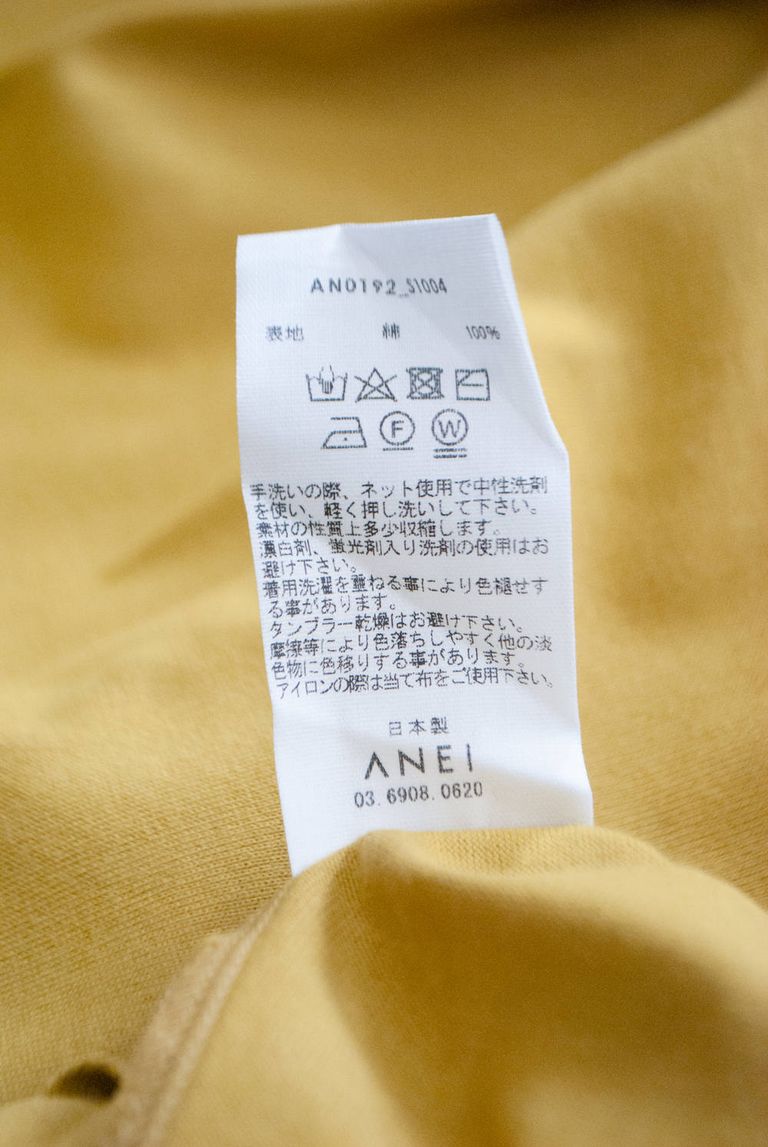 AN0192_S1004
表地 綿 100%
F W
手洗いの際、ネット使用で中性洗剤
を使い、軽く押し洗いして下さい。
素材の性質上多少収縮します。
漂白剤、蛍光剤入り洗剤の使用はお
避け下さい。
着用洗濯を重ねる事により色褪せす
る事があります。
タンブラー乾燥はお避け下さい。
摩擦等により色落ちしやすく他の淡
色物に色移りする事があります。
アイロンの際は当て布をご使用下さい。
日本製
ANEI
03.6908.0620